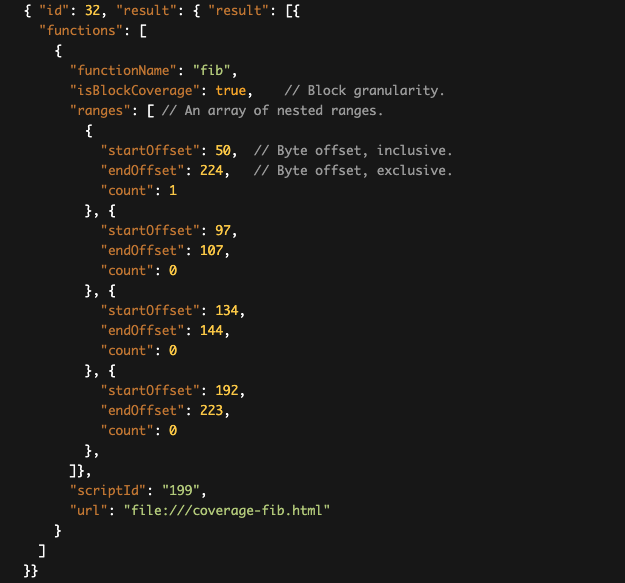 { "id": 32, "result": { "result": [{
"functions": [
{
"functionName": "fib",
"isBlockCoverage": true,    // Block granularity.
"ranges": [ // An array of nested ranges.
{
"startOffset": 50,  // Byte offset, inclusive.
"endOffset": 224,   // Byte offset, exclusive.
"count": 1
}, {
"startOffset": 97,
"endOffset": 107,
"count": 0
}, {
"startOffset": 134,
"endOffset": 144,
"count": 0
}, {
"startOffset": 192,
"endOffset": 223,
"count": 0
},
]},
"scriptId": "199",
"url": "file:///coverage-fib.html"
}
]
}}